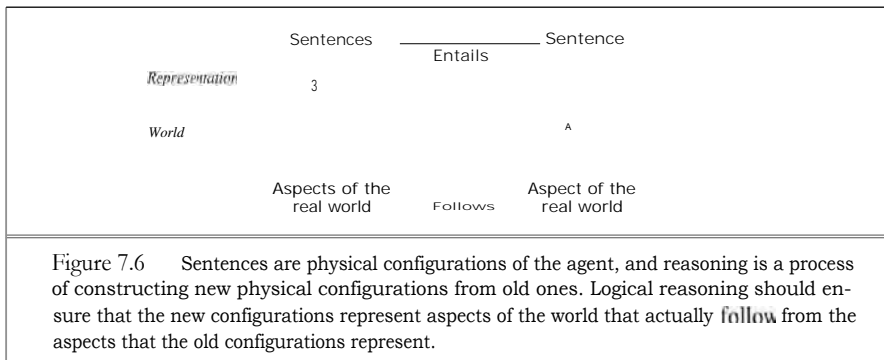 Sentences Sentence
Entails
Representation
3
World
A
Aspects of the Aspect of the
real world Follows real world
Figure 7.6 Sentences are physical configurations of the agent, and reasoning is a process
of constructing new physical configurations from old ones. Logical reasoning should en-
sure that the new configurations represent aspects of the world that actually follow from the
aspects that the old configurations represent.